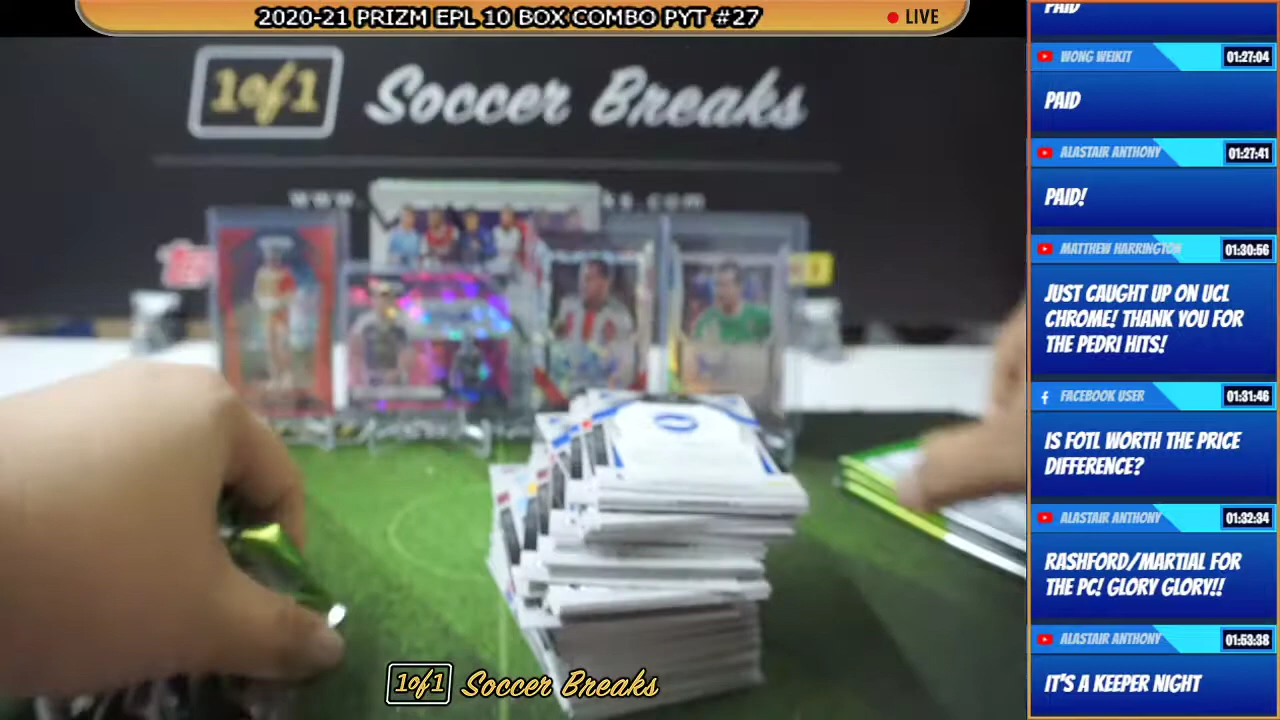 2020-21 PRIZM EPL 10 BOX COMBO PYT #27
LIVE
1of1 Soccer Breaks
PAID
WONG WEIKIT 01:27:04
PAID
ALASTAIR ANTHONY 01:27:41
PAID!
MATTHEW HARRINGTON 01:30:56
JUST CAUGHT UP ON UCL
CHROME! THANK YOU FOR
THE PEDRI HITS!
FACEBOOK USER 01:31:46
IS FOTL WORTH THE PRICE
DIFFERENCE?
ALASTAIR ANTHONY 01:32:34
RASHFORD/MARTIAL FOR
THE PC! GLORY GLORY!!
ALASTAIR ANTHONY 01:53:38
IT'S A KEEPER NIGHT
1of1 Soccer Breaks